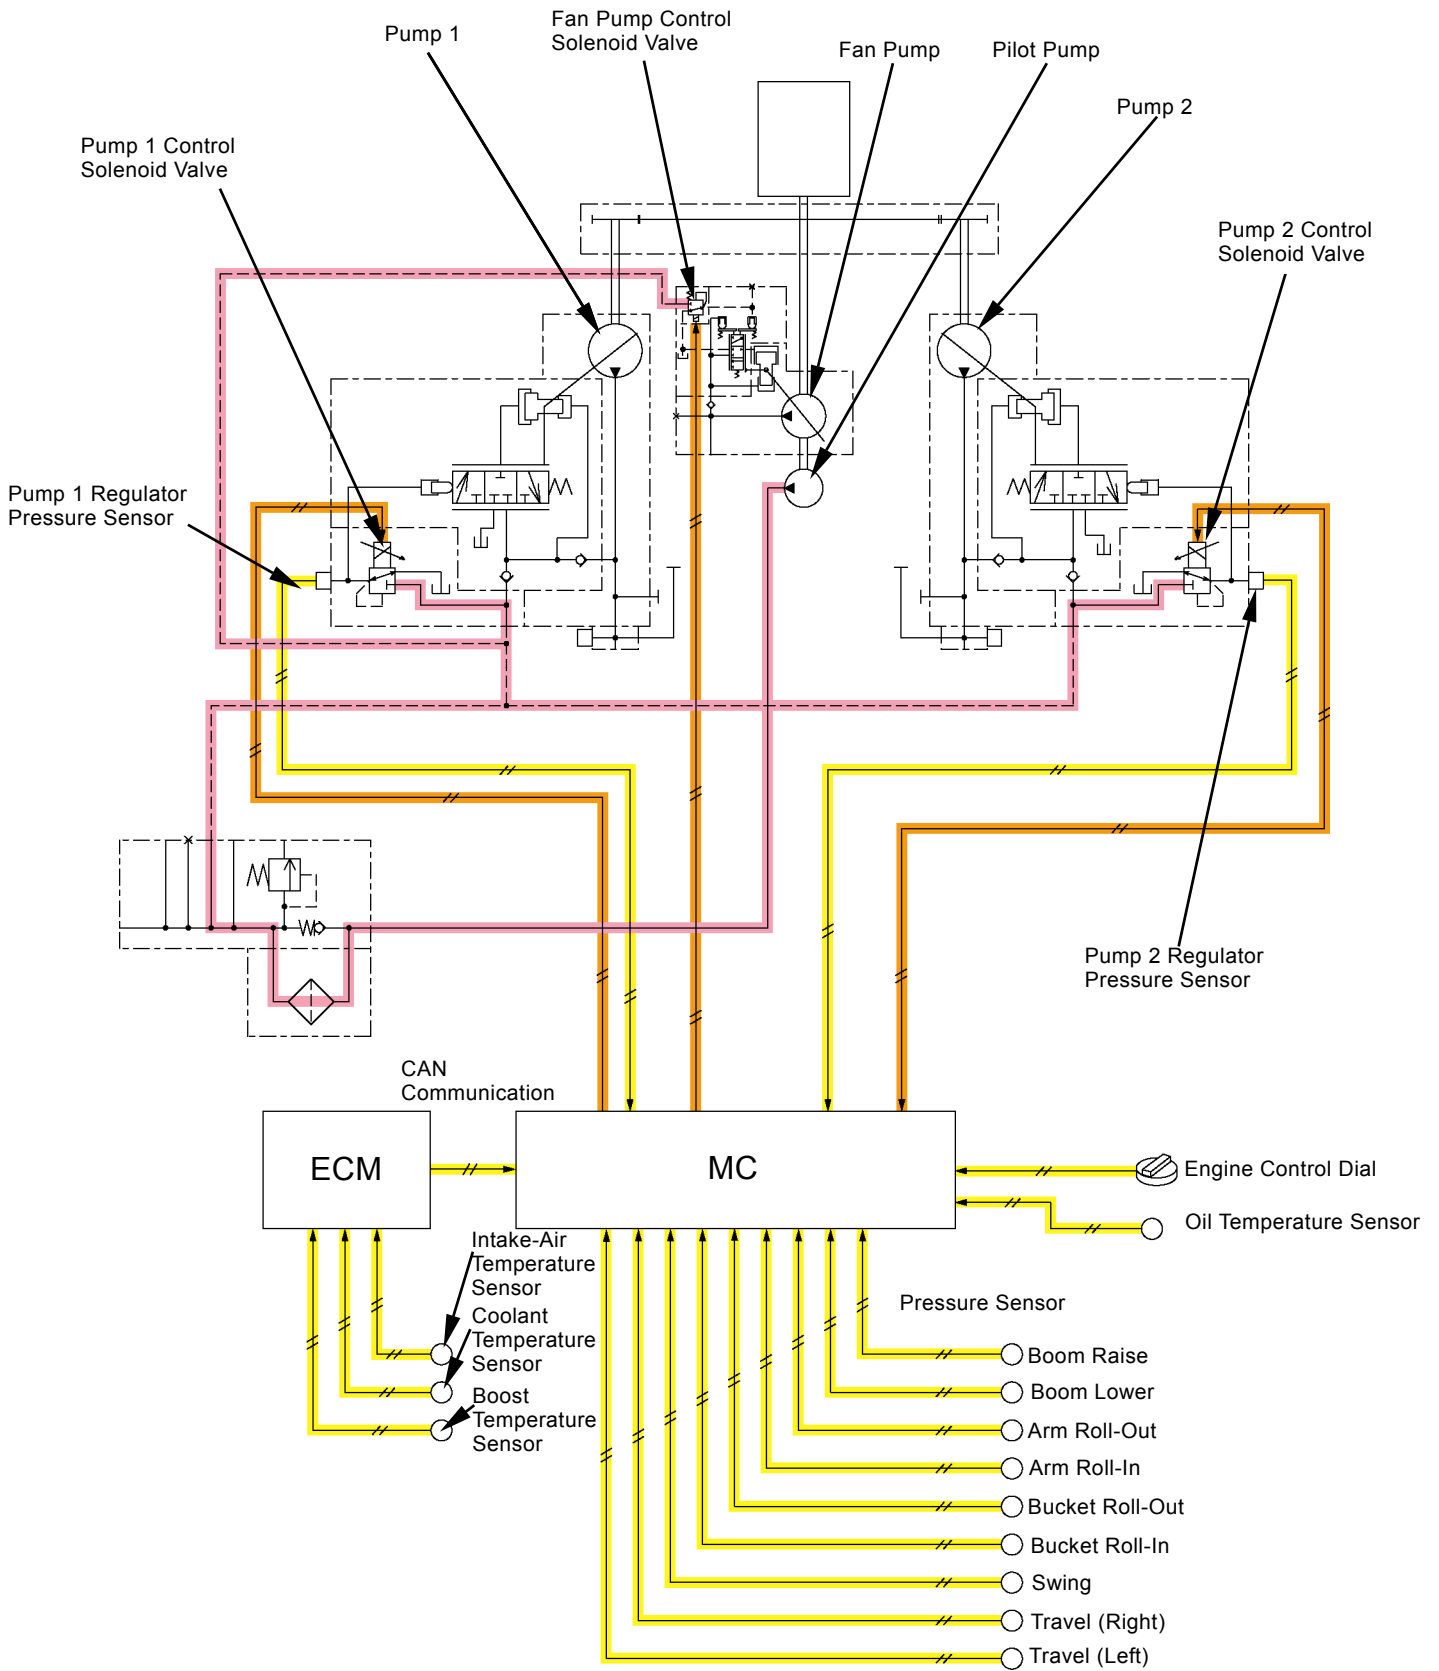 Fan Pump Control
Solenoid Valve
Pump 1
Fan Pump
Pilot Pump
Pump 2
Pump 1 Control
Solenoid Valve
Pump 2 Control
Solenoid Valve
Pump 1 Regulator
Pressure Sensor
Pump 2 Regulator
Pressure Sensor
CAN
Communication
ECM
MC
Engine Control Dial
Oil Temperature Sensor
Intake-Air
Temperature
Sensor
Coolant
Temperature
Sensor
Boost
Temperature
Sensor
Pressure Sensor
Boom Raise
Boom Lower
Arm Roll-Out
Arm Roll-In
Bucket Roll-Out
Bucket Roll-In
Swing
Travel (Right)
Travel (Left)